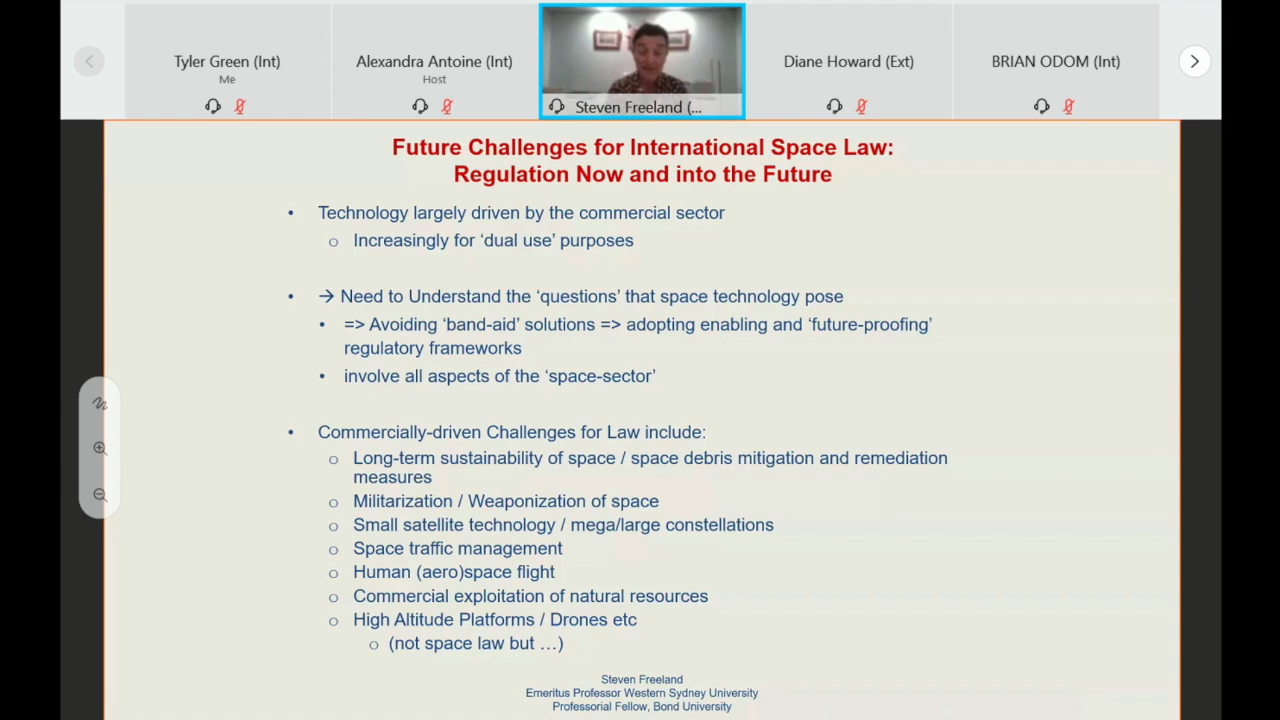 Tyler Green (Int)
Me
Alexandra Antoine (Int)
Host
Steven Freeland (...
Diane Howard (Ext)
BRIAN ODOM (Int)
Future Challenges for International Space Law:
Regulation Now and into the Future
• Technology largely driven by the commercial sector
o Increasingly for ‘dual use’ purposes
• → Need to Understand the ‘questions’ that space technology pose
• => Avoiding ‘band-aid’ solutions => adopting enabling and ‘future-proofing’
regulatory frameworks
• involve all aspects of the ‘space-sector’
• Commercially-driven Challenges for Law include:
o Long-term sustainability of space / space debris mitigation and remediation
measures
o Militarization / Weaponization of space
o Small satellite technology / mega/large constellations
o Space traffic management
o Human (aero)space flight
o Commercial exploitation of natural resources
o High Altitude Platforms / Drones etc
o (not space law but …)
Steven Freeland
Emeritus Professor Western Sydney University
Professorial Fellow, Bond University